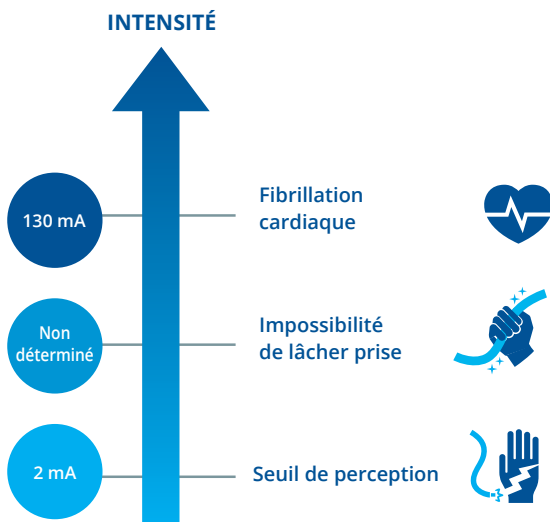 INTENSITÉ
130 mA
Fibrillation
cardiaque
Non
déterminé
Impossibilité
de lâcher prise
2 mA
Seuil de perception